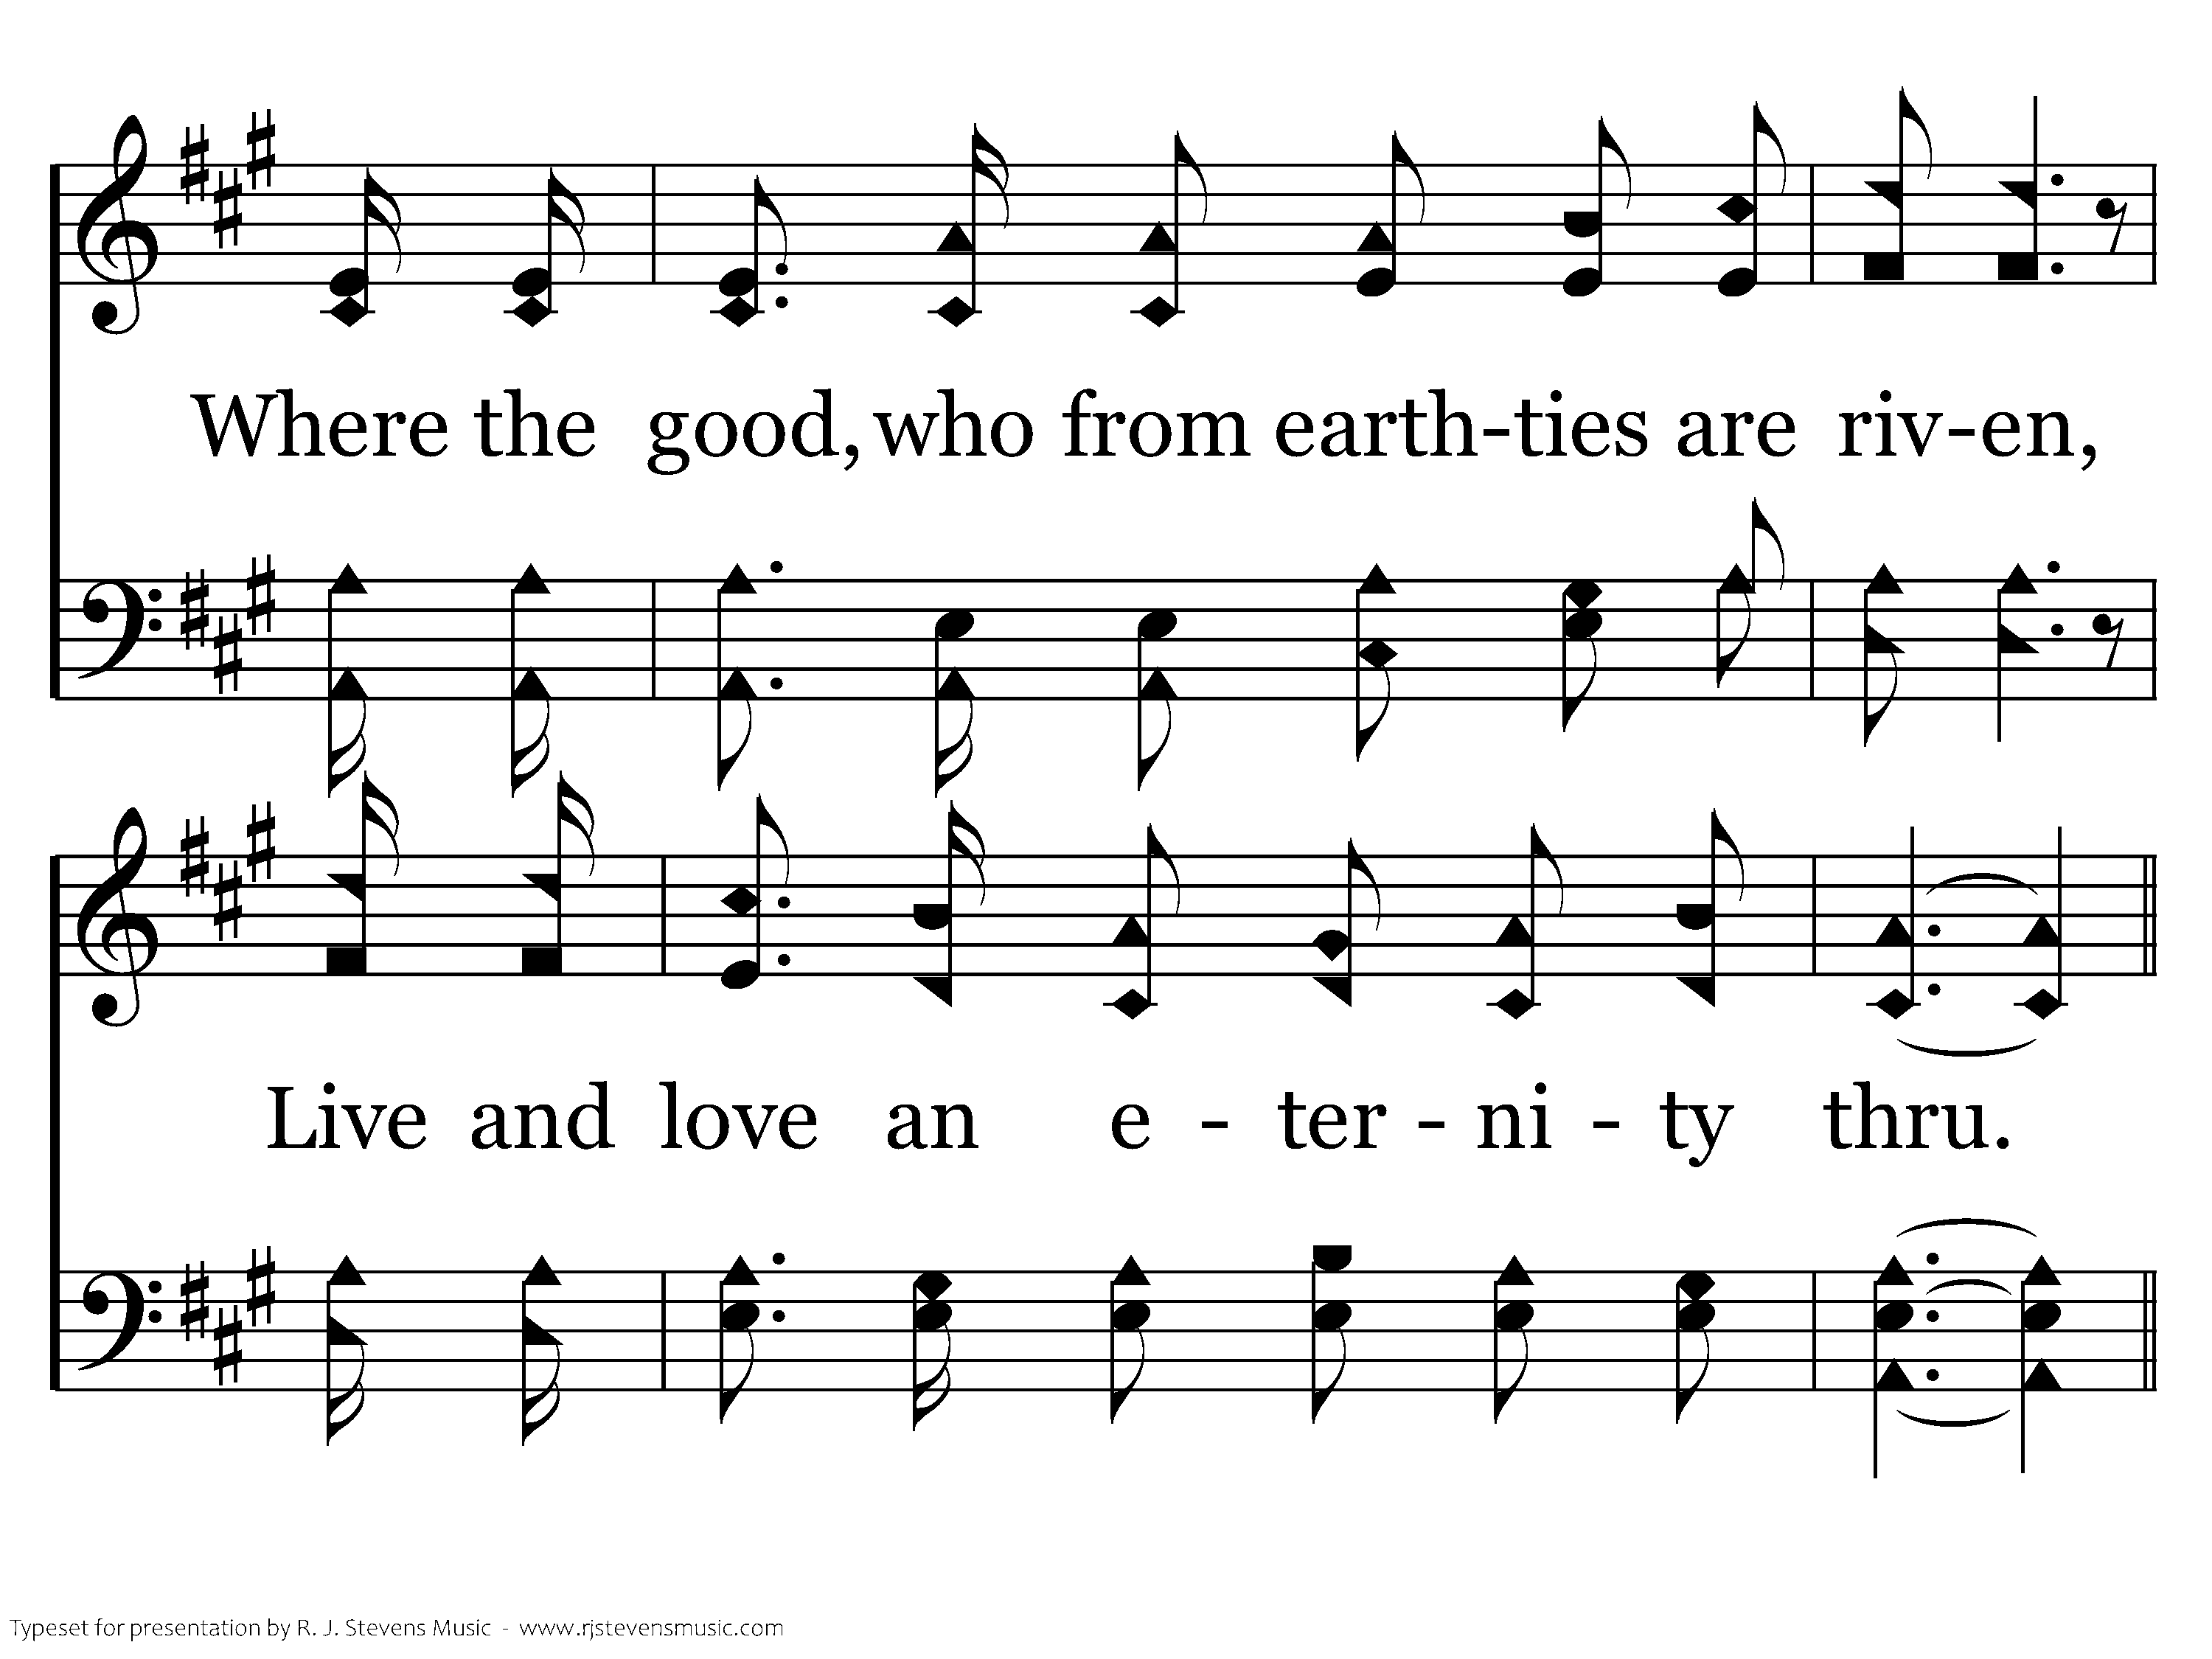 Where the good, who from earth-ties are riv-en,
Live and love an e - ter - ni - ty thru.
Typeset for presentation by R. J. Stevens Music - www.rjstevensmusic.com